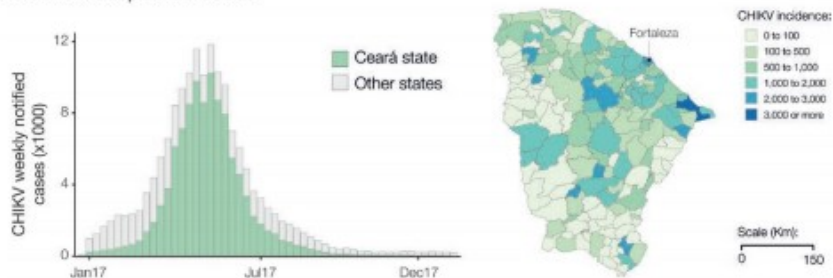 12
8
4
0
CHIKV weekly notified
cases (x1000)
Jan17
Jul17
Dec17
Ceará state
Other states
Fortaleza
CHIKV incidence:
0 to 100
100 to 500
500 to 1,000
1,000 to 2,000
2,000 to 3,000
3,000 or more
Scale (Km):
0 150